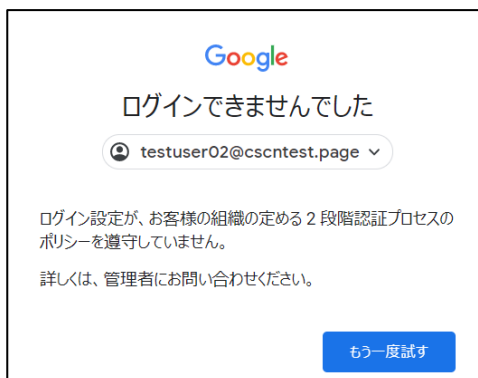 Google
ログインできませんでした
testuser02@cscntest.page
ログイン設定が、お客様の組織の定める 2 段階認証プロセスの
ポリシーを遵守していません。
詳しくは、管理者にお問い合わせください。
もう一度試す